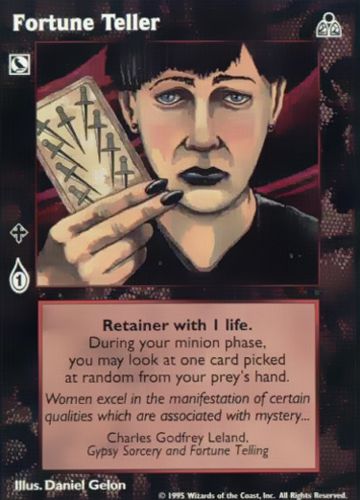 Fortune Teller
1
Retainer with 1 life.
During your minion phase,
you may look at one card picked
at random from your prey's hand.
Women excel in the manifestation of certain
qualities which are associated with mystery...
Charles Godfrey Leland,
Gypsy Sorcery and Fortune Telling
Illus. Daniel Gelon
© 1995 Wizards of the Coast, Inc. All Rights Reserved.